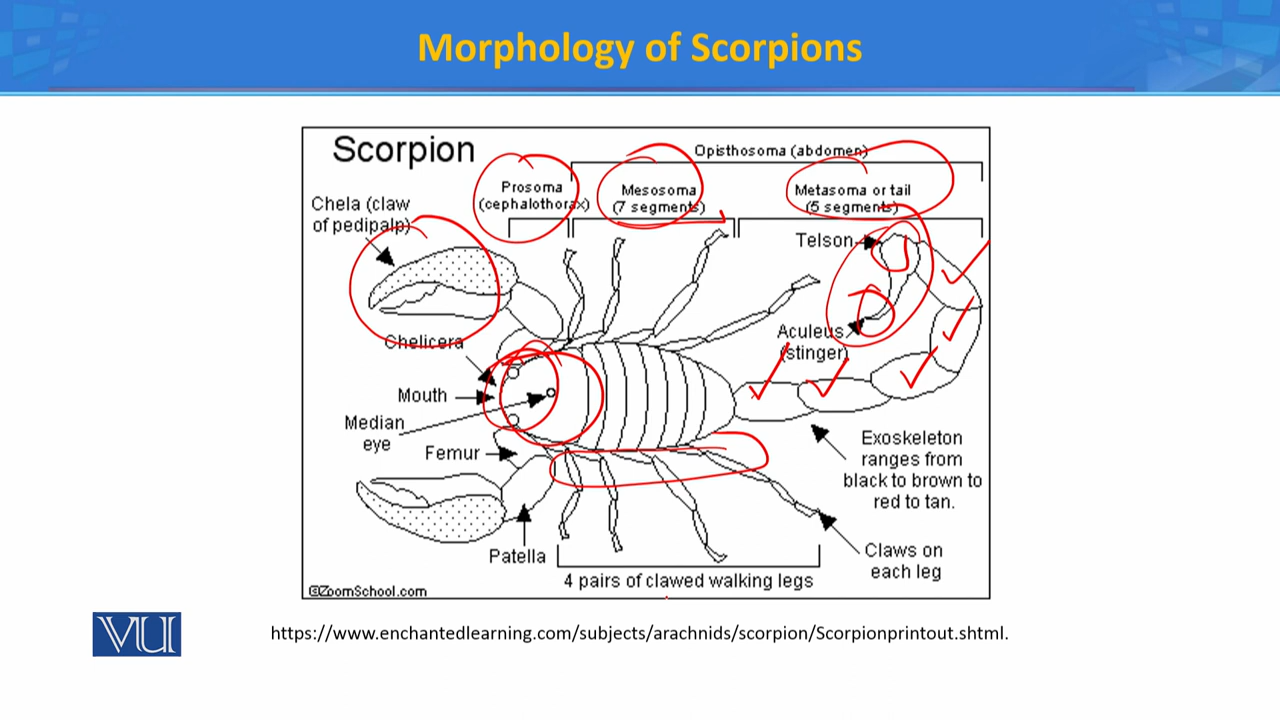 Morphology of Scorpions
Scorpion
Opisthosoma (abdomen)
Prosoma
(cephalothorax)
Mesosoma
(7 segments)
Metasoma or tail
(5 segments)
Chela (claw
of pedipalp)
Telson
Chelicera
Aculeus
(stinger)
Mouth
Median
eye
Femur
Exoskeleton
ranges from
black to brown to
red to tan.
Patella
Claws on
each leg
4 pairs of clawed walking legs
©ZoomSchool.com
VU
https://www.enchantedlearning.com/subjects/arachnids/scorpion/Scorpionprintout.shtml.